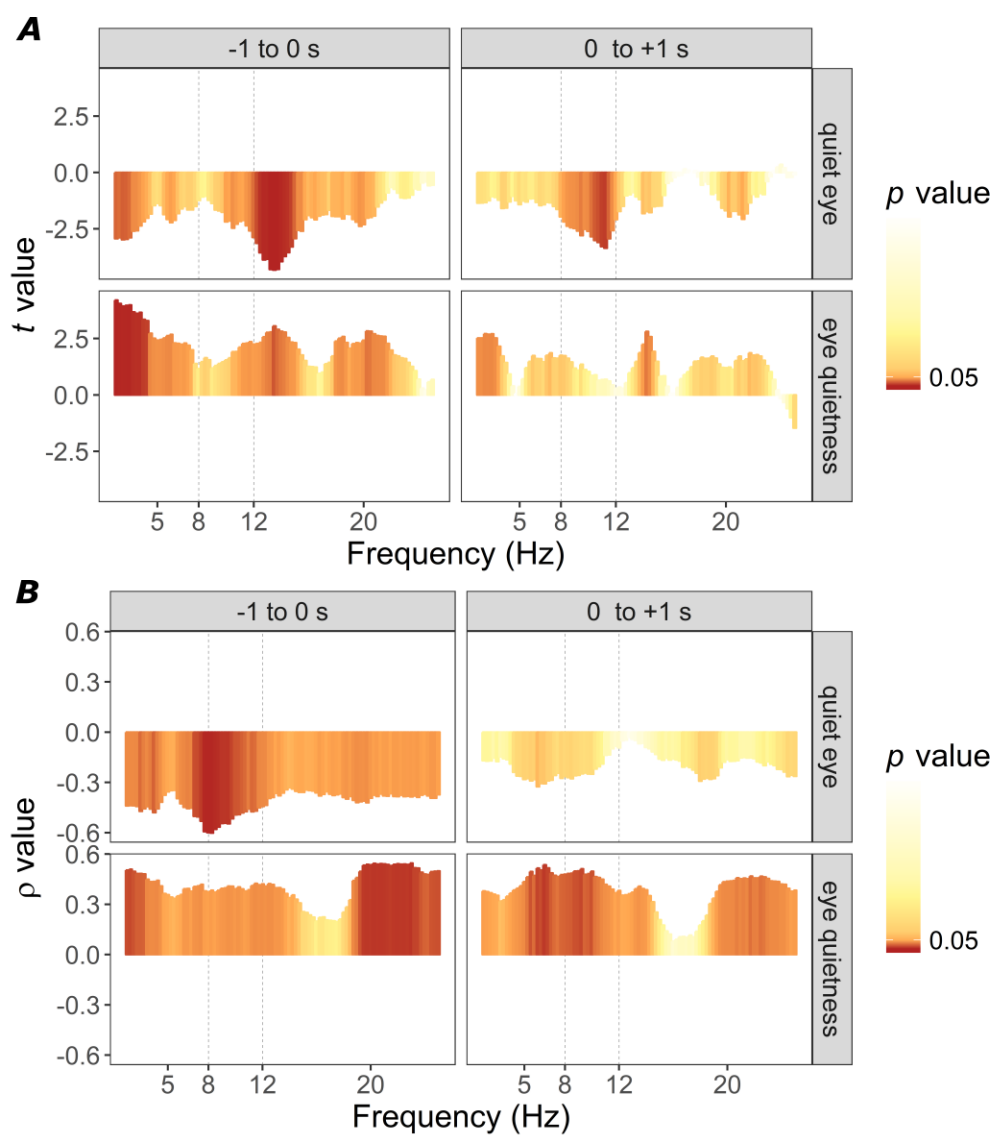 A
-1 to 0 s
0 to +1 s
2.5
0.0
-2.5
quiet eye
2.5
0.0
-2.5
eye quietness
t value
5 8 12 20
5 8 12 20
Frequency (Hz)
p value
0.05
B
-1 to 0 s
0 to +1 s
0.6
0.3
0.0
-0.3
-0.6
quiet eye
0.6
0.3
0.0
-0.3
-0.6
eye quietness
ρ value
5 8 12 20
5 8 12 20
Frequency (Hz)
p value
0.05